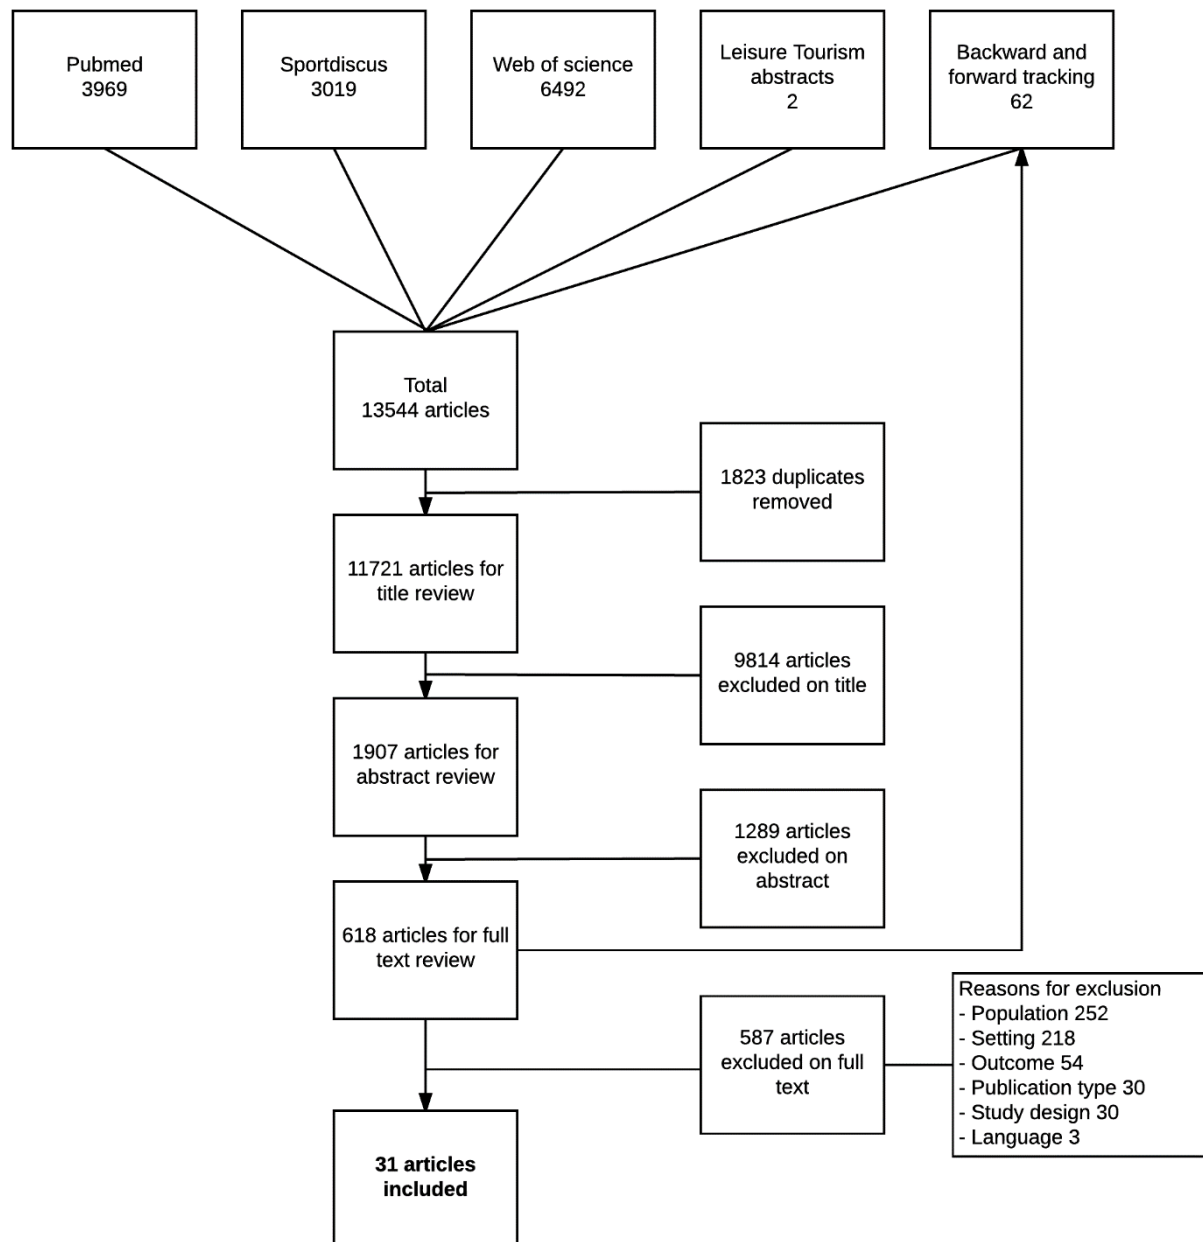 Pubmed
3969
Sportdiscus
3019
Web of science
6492
Leisure Tourism
abstracts
2
Backward and
forward tracking
62
Total
13544 articles
1823 duplicates
removed
11721 articles for
title review
9814 articles
excluded on title
1907 articles for
abstract review
1289 articles
excluded on
abstract
618 articles for full
text review
587 articles
excluded on full
text
Reasons for exclusion
- Population 252
- Setting 218
- Outcome 54
- Publication type 30
- Study design 30
- Language 3
31 articles
included